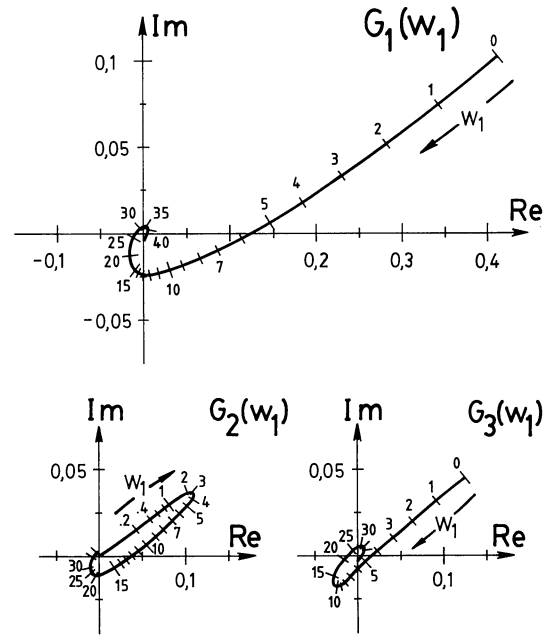 Im G₁(w₁)
0
0,1
1
w₁
0,05
2
3
4
5
30 35
Re
25 40
-0,1 20 7 0,2 0,3 0,4
15 10
-0,05
Im G₂(w₁) Im G₃(w₁)
0,05 w₁ 1 2 3 0,05 0
.4 4 1
.2 5 w₁
7 25 30 2
Re 20 3 Re
30 10 0,1 5 0,1
25 15 15
20 10